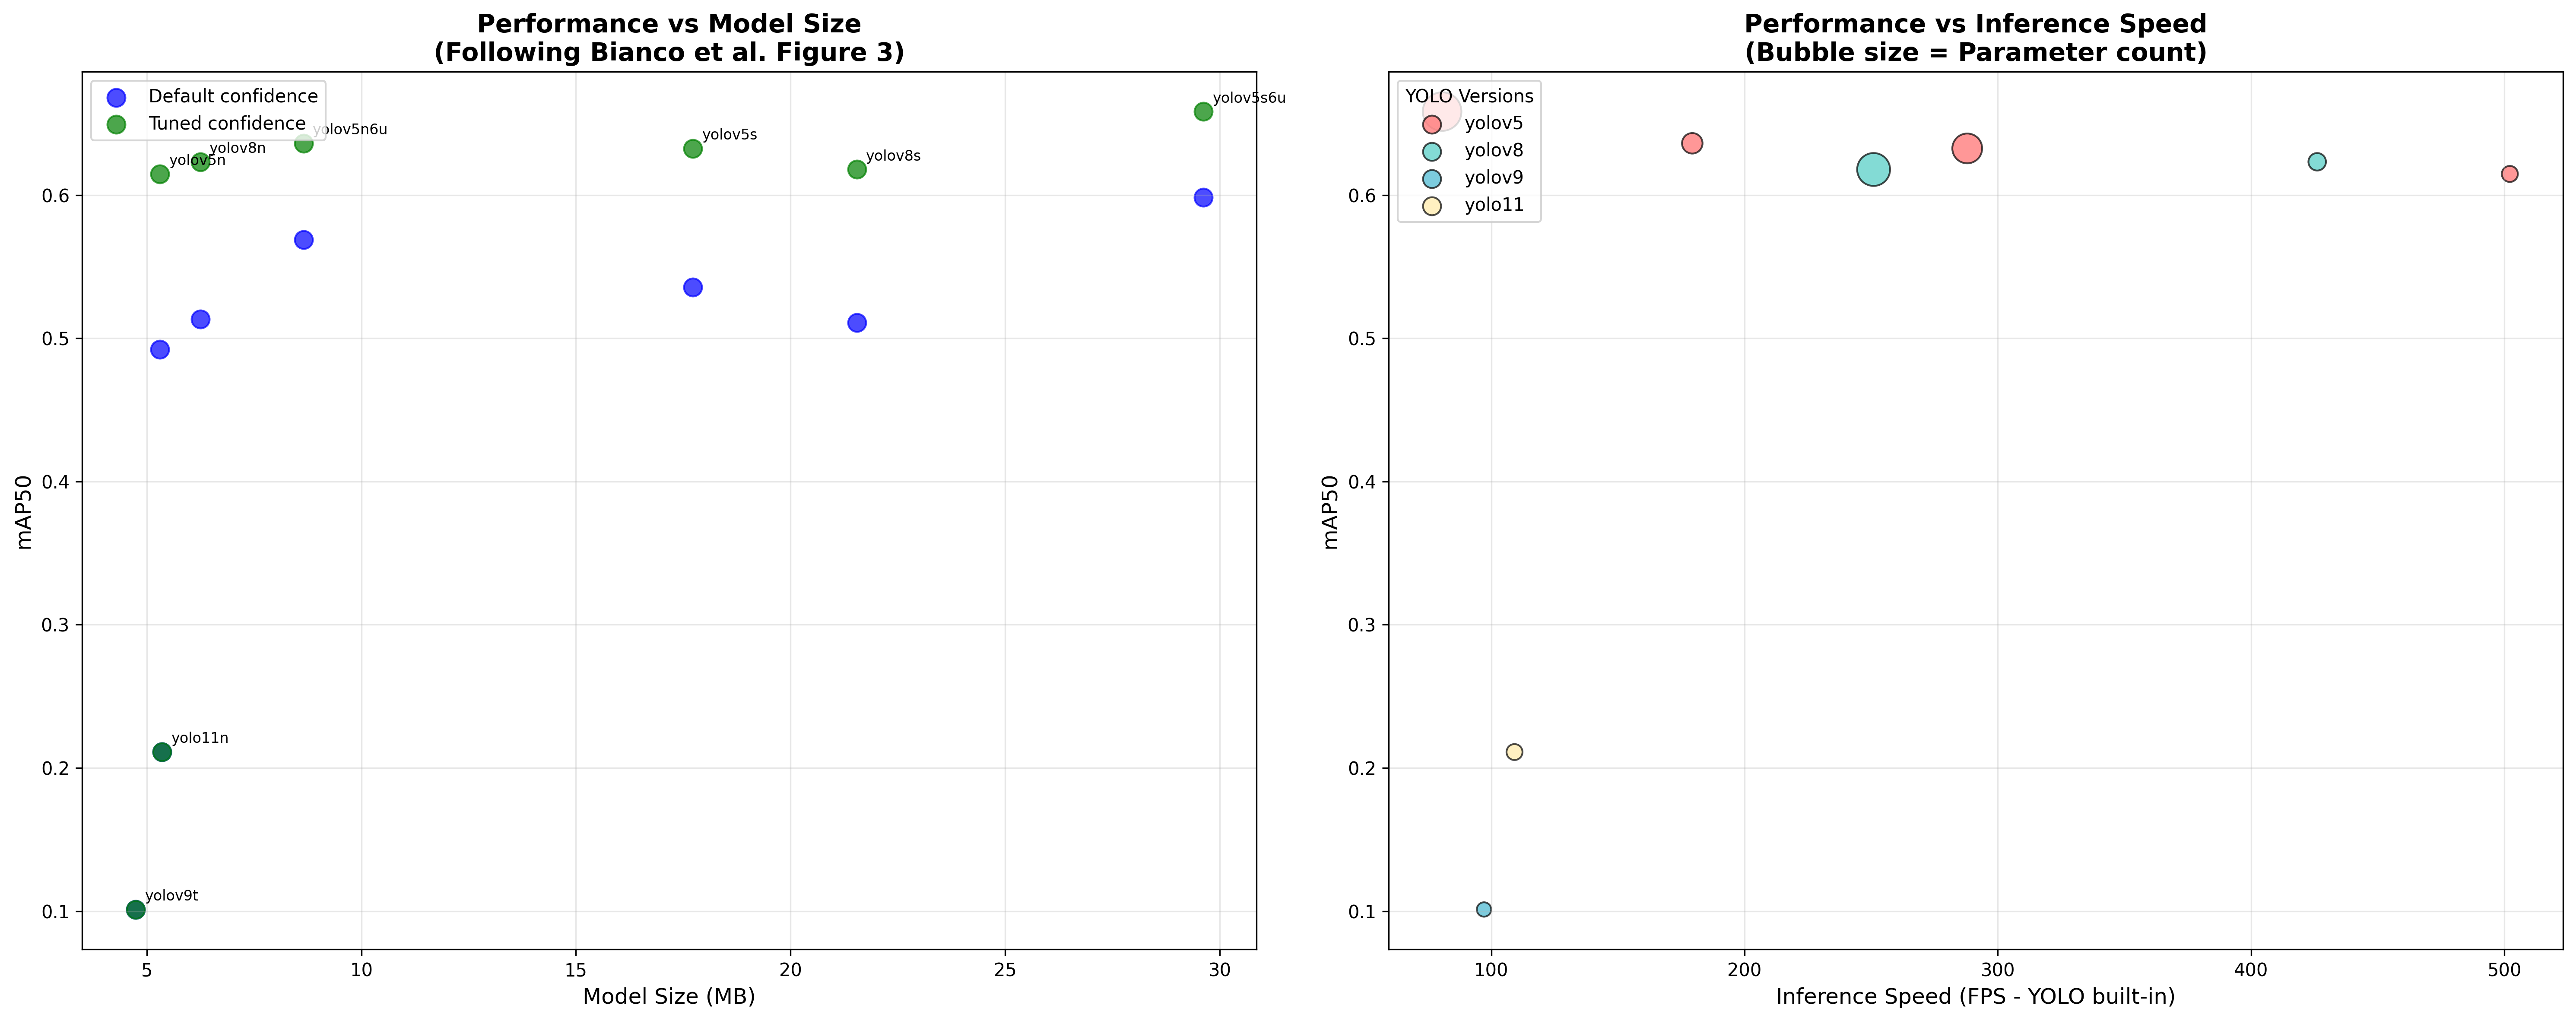 Performance vs Model Size
(Following Bianco et al. Figure 3)
Default confidence
Tuned confidence
yolov5s6u
yolov5n6u
yolov8n
yolov5n
yolov5s
yolov8s
yolo11n
yolov9t
mAP50
0.6
0.5
0.4
0.3
0.2
0.1
5
10
15
20
25
30
Model Size (MB)
Performance vs Inference Speed
(Bubble size = Parameter count)
YOLO Versions
yolov5
yolov8
yolov9
yolo11
mAP50
0.6
0.5
0.4
0.3
0.2
0.1
100
200
300
400
500
Inference Speed (FPS - YOLO built-in)